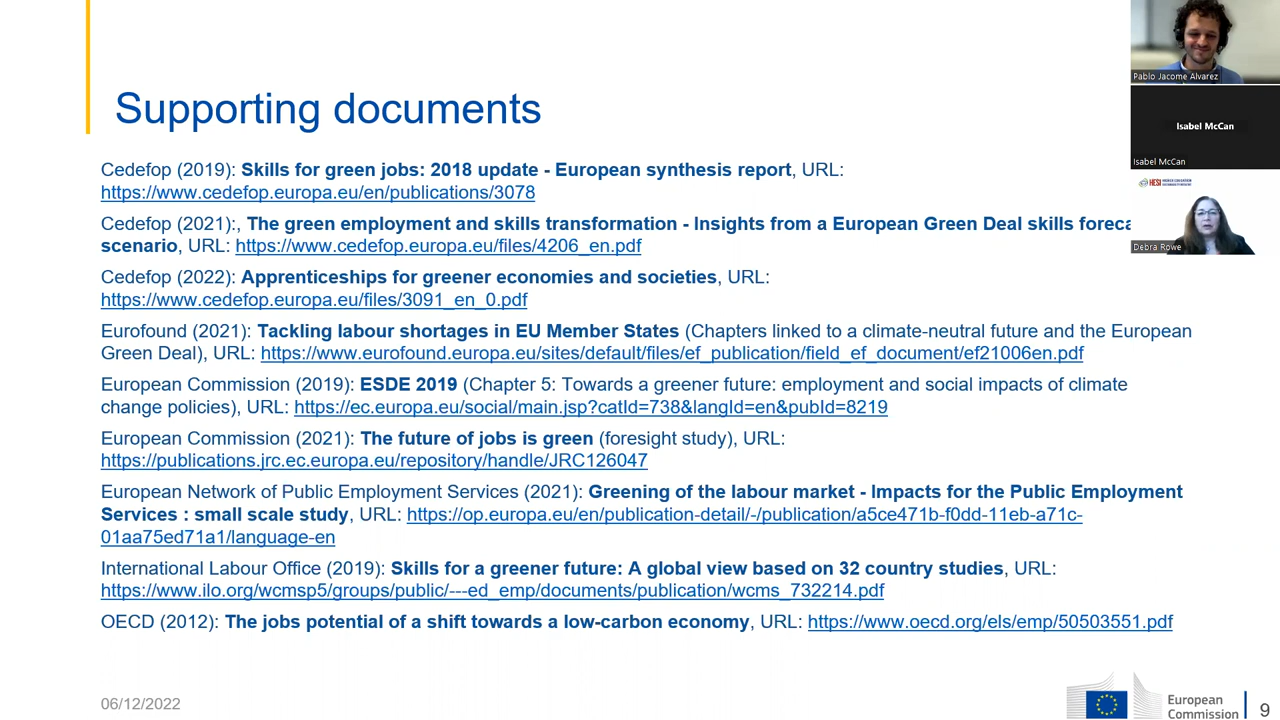 Supporting documents
Cedefop (2019): Skills for green jobs: 2018 update - European synthesis report, URL:
https://www.cedefop.europa.eu/en/publications/3078
Cedefop (2021):, The green employment and skills transformation - Insights from a European Green Deal skills foreca
scenario, URL: https://www.cedefop.europa.eu/files/4206_en.pdf
Cedefop (2022): Apprenticeships for greener economies and societies, URL:
https://www.cedefop.europa.eu/files/3091_en_0.pdf
Eurofound (2021): Tackling labour shortages in EU Member States (Chapters linked to a climate-neutral future and the European
Green Deal), URL: https://www.eurofound.europa.eu/sites/default/files/ef_publication/field_ef_document/ef21006en.pdf
European Commission (2019): ESDE 2019 (Chapter 5: Towards a greener future: employment and social impacts of climate
change policies), URL: https://ec.europa.eu/social/main.jsp?catId=738&langId=en&pubId=8219
European Commission (2021): The future of jobs is green (foresight study), URL:
https://publications.jrc.ec.europa.eu/repository/handle/JRC126047
European Network of Public Employment Services (2021): Greening of the labour market - Impacts for the Public Employment
Services : small scale study, URL: https://op.europa.eu/en/publication-detail/-/publication/a5ce471b-f0dd-11eb-a71c-
01aa75ed71a1/language-en
International Labour Office (2019): Skills for a greener future: A global view based on 32 country studies, URL:
https://www.ilo.org/wcmsp5/groups/public/---ed_emp/documents/publication/wcms_732214.pdf
OECD (2012): The jobs potential of a shift towards a low-carbon economy, URL: https://www.oecd.org/els/emp/50503551.pdf
06/12/2022
European
Commission
9
Pablo Jacome Alvarez
Isabel McCan
Isabel McCan
HESI
Debra Rowe